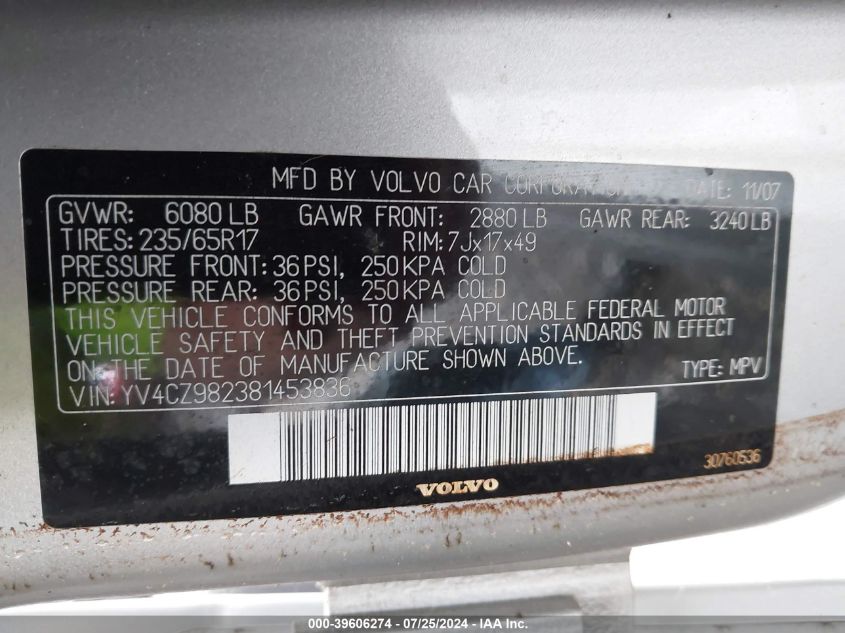 MFD BY VOLVO CAR CORPORATION DATE: 11/07
GVWR: 6080 LB GAWR FRONT: 2880 LB GAWR REAR: 3240 LB
TIRES: 235/65R17 RIM: 7Jx17x49
PRESSURE FRONT: 36 PSI, 250 KPA COLD
PRESSURE REAR: 36 PSI, 250 KPA COLD
THIS VEHICLE CONFORMS TO ALL APPLICABLE FEDERAL MOTOR
VEHICLE SAFETY AND THEFT PREVENTION STANDARDS IN EFFECT
ON THE DATE OF MANUFACTURE SHOWN ABOVE.
TYPE: MPV
VIN: YV4CZ982381453836
30760536
VOLVO
000-39606274 - 07/25/2024 - IAA Inc.